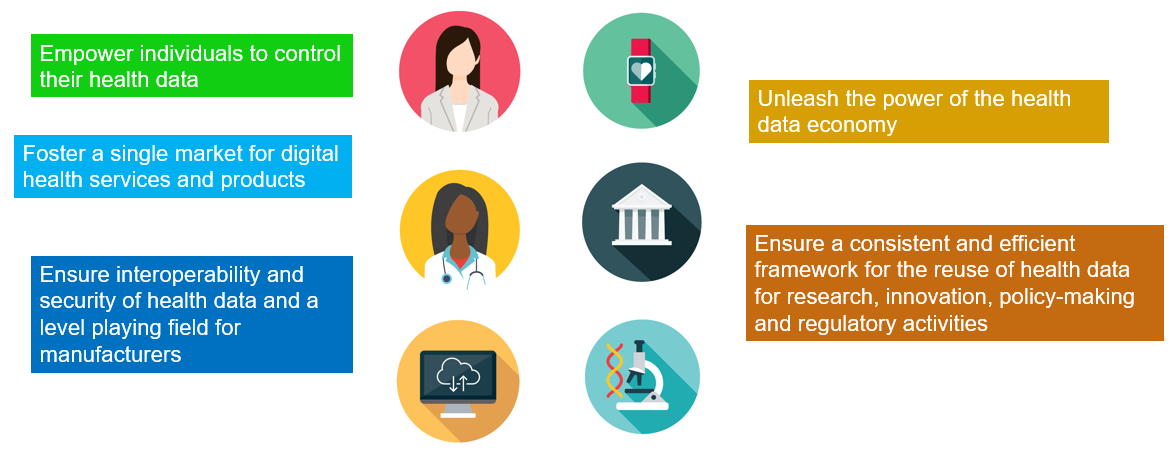 Empower individuals to control
their health data
Foster a single market for digital
health services and products
Ensure interoperability and
security of health data and a
level playing field for
manufacturers
Unleash the power of the health
data economy
Ensure a consistent and efficient
framework for the reuse of health data
for research, innovation, policy-making
and regulatory activities